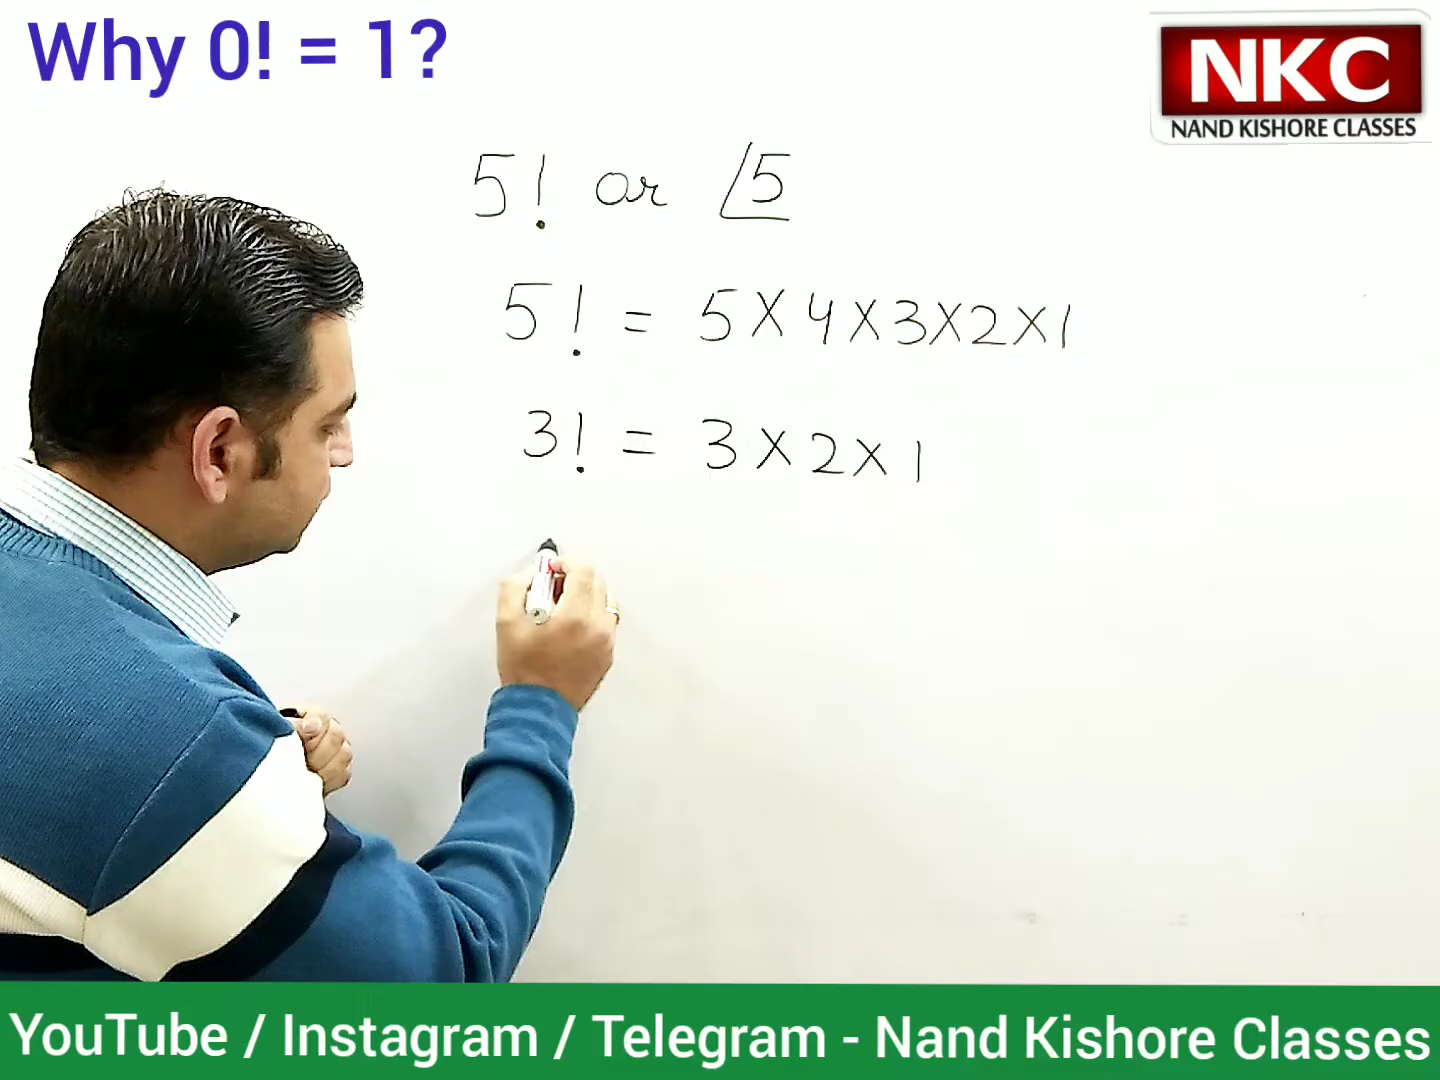 Why 0! = 1?
NKC
NAND KISHORE CLASSES
5! or ⌊5
5! = 5 × 4 × 3 × 2 × 1
3! = 3 × 2 × 1
YouTube / Instagram / Telegram - Nand Kishore Classes